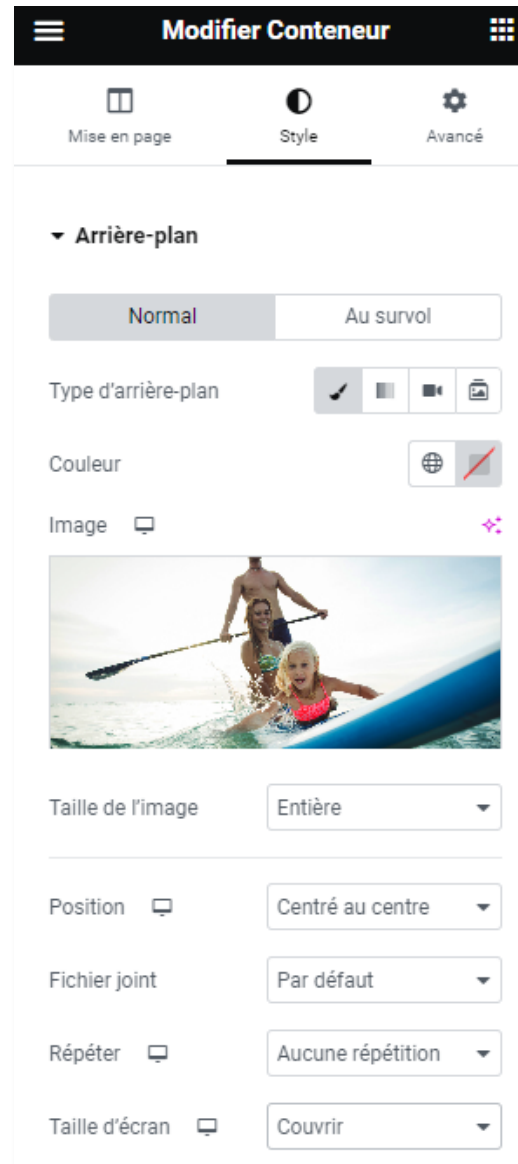 Modifier Conteneur
Mise en page Style Avancé
Arrière-plan
Normal Au survol
Type d'arrière-plan
Couleur
Image
Taille de l'image Entière
Position Centré au centre
Fichier joint Par défaut
Répéter Aucune répétition
Taille d'écran Couvrir